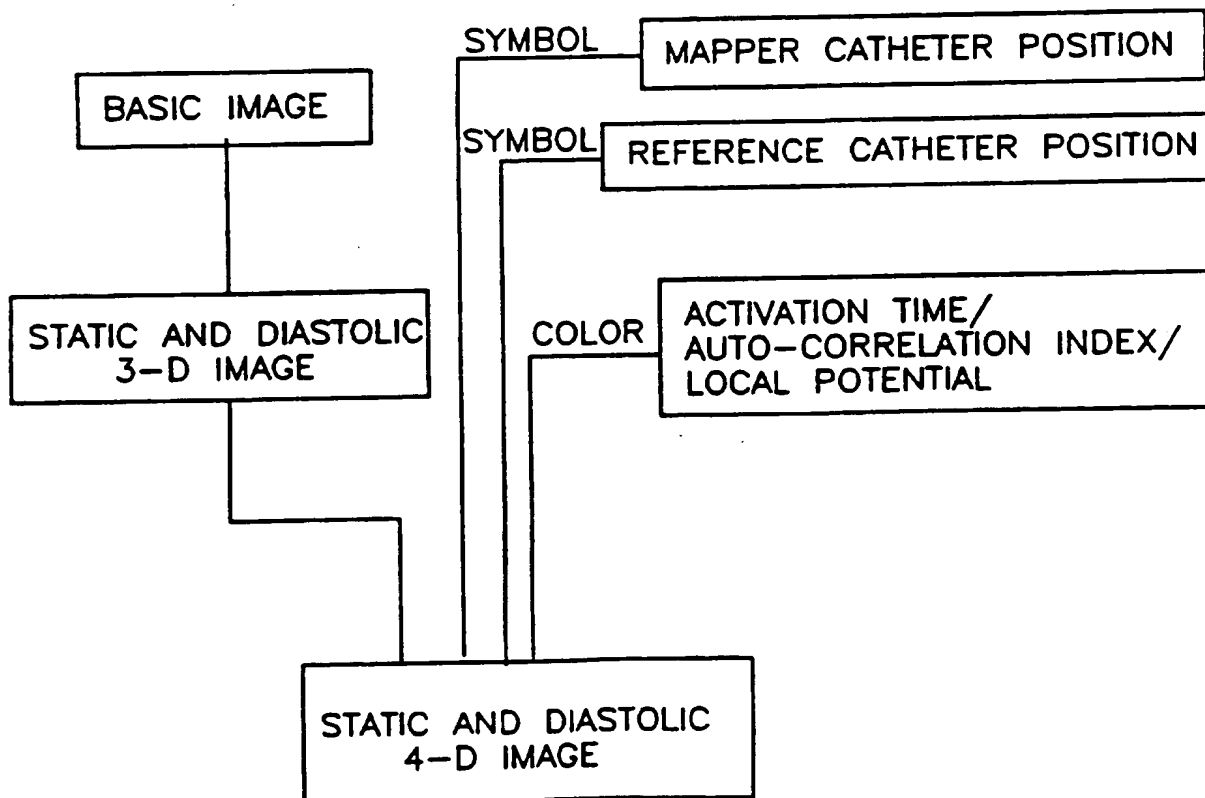 SYMBOL
MAPPER CATHETER POSITION
BASIC IMAGE
SYMBOL
REFERENCE CATHETER POSITION
STATIC AND DIASTOLIC
3-D IMAGE
COLOR
ACTIVATION TIME/
AUTO-CORRELATION INDEX/
LOCAL POTENTIAL
STATIC AND DIASTOLIC
4-D IMAGE